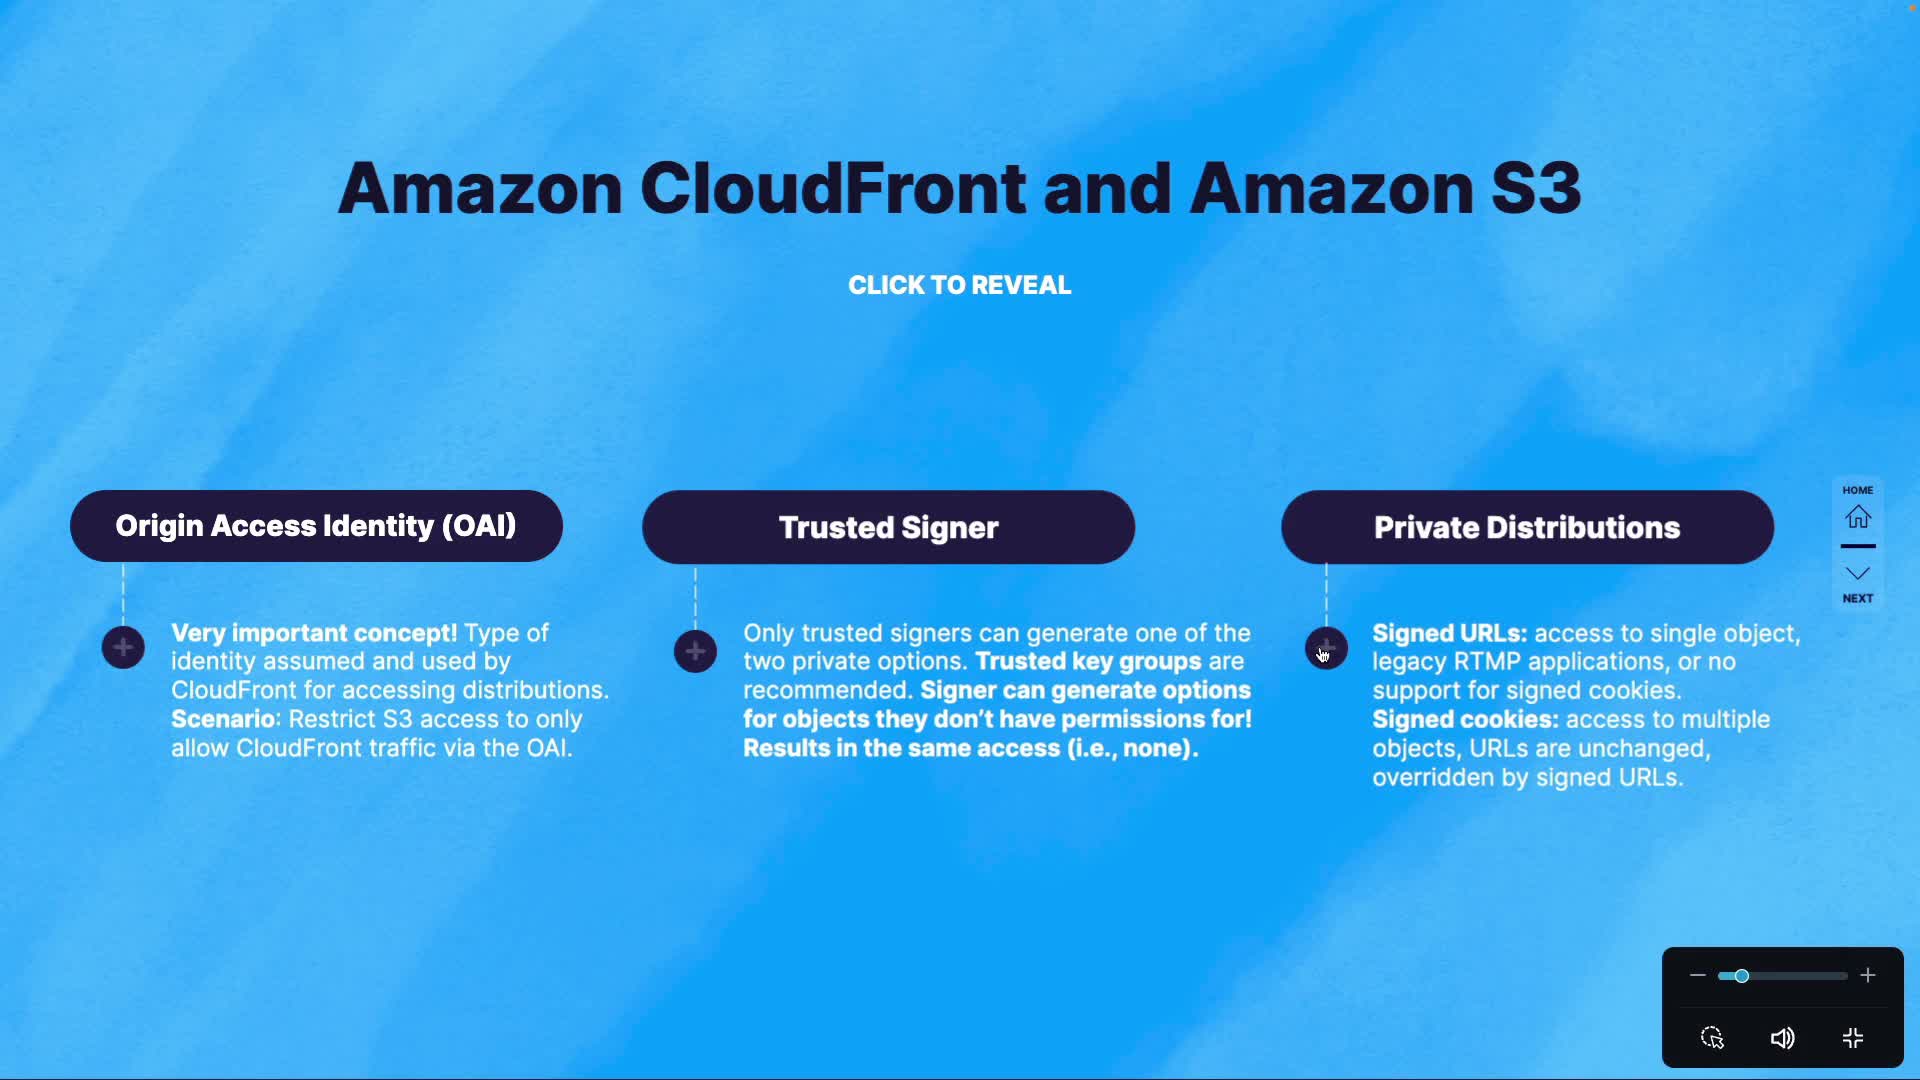 Amazon CloudFront and Amazon S3
CLICK TO REVEAL
Origin Access Identity (OAI)
Very important concept! Type of
identity assumed and used by
CloudFront for accessing distributions.
Scenario: Restrict S3 access to only
allow CloudFront traffic via the OAI.
Trusted Signer
Only trusted signers can generate one of the
two private options. Trusted key groups are
recommended. Signer can generate options
for objects they don't have permissions for!
Results in the same access (i.e., none).
Private Distributions
Signed URLs: access to single object,
legacy RTMP applications, or no
support for signed cookies.
Signed cookies: access to multiple
objects, URLs are unchanged,
overridden by signed URLs.
HOME
NEXT